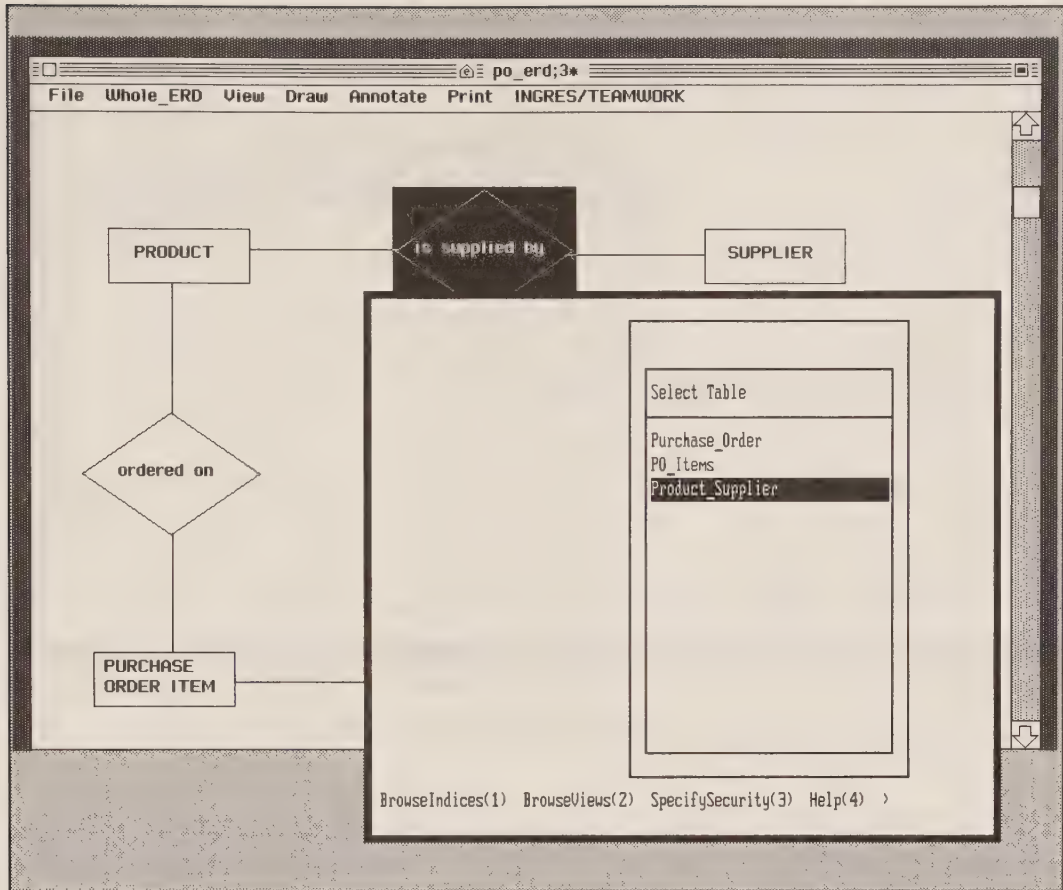 po_erd;3*
File Whole_ERD View Draw Annotate Print INGRES/TEAMWORK
PRODUCT
is supplied by
SUPPLIER
Select Table
Purchase_Order
PO_Items
Product_Supplier
ordered on
PURCHASE
ORDER ITEM
BrowseIndices(1) BrowseViews(2) SpecifySecurity(3) Help(4) >